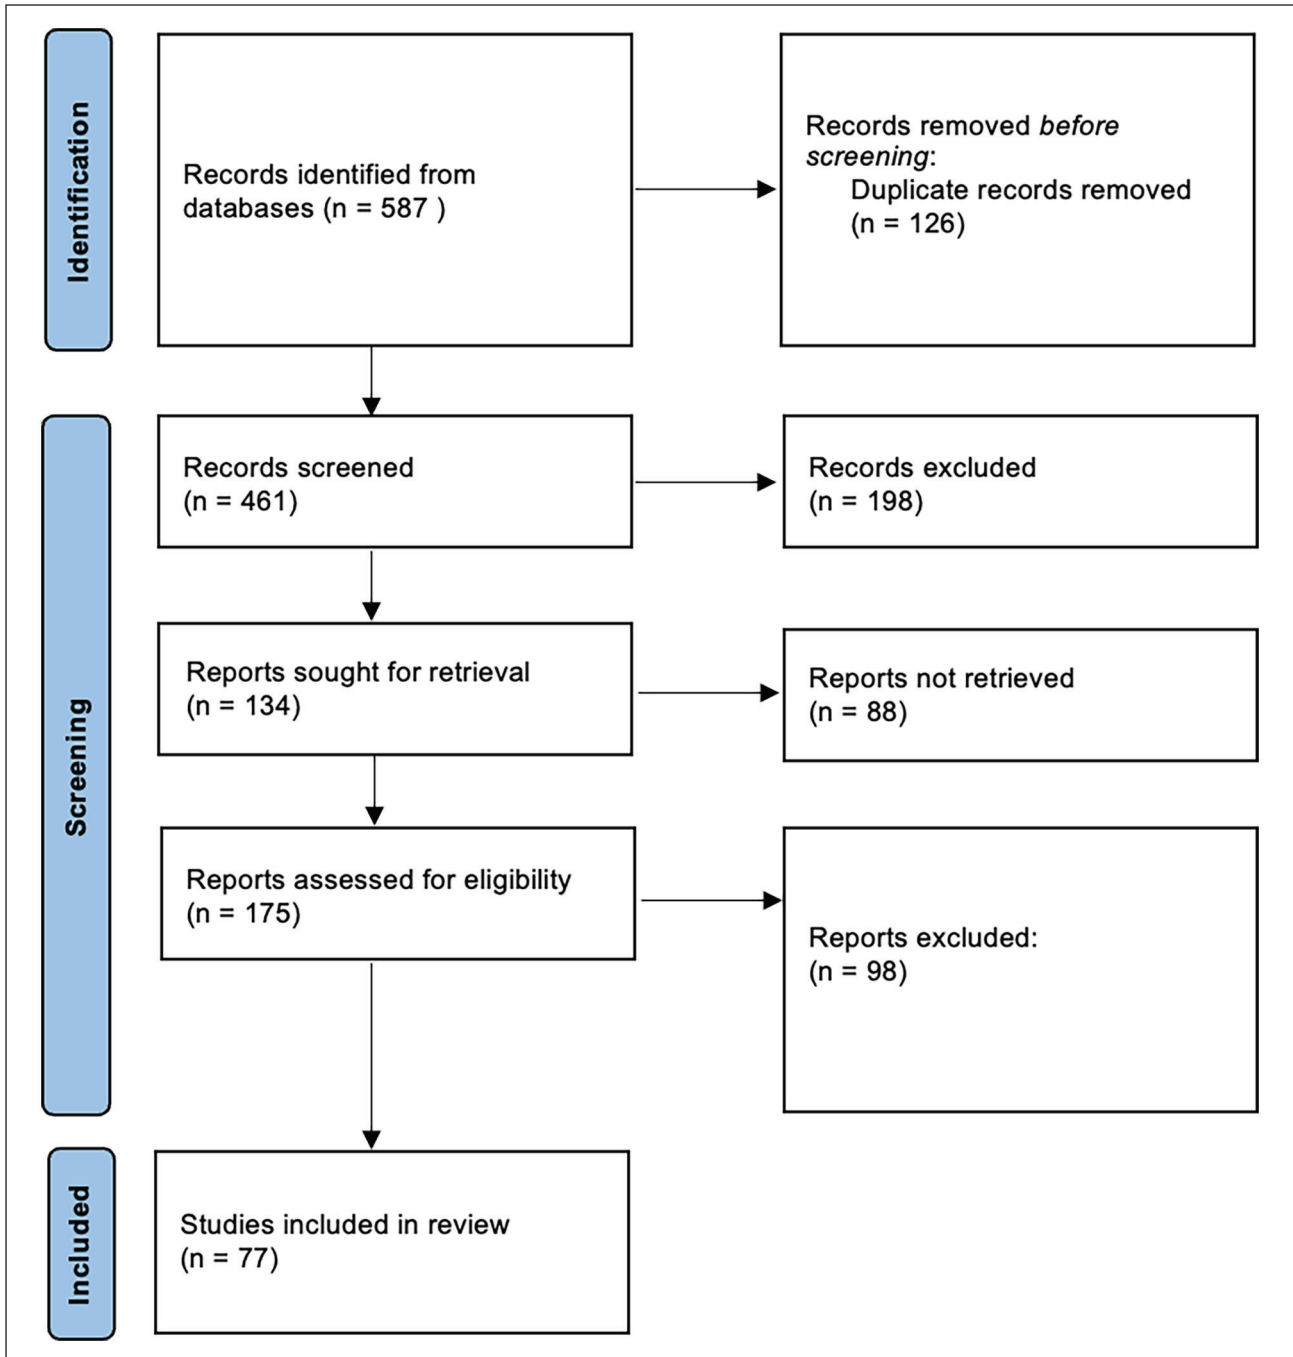 Identification
Records identified from
databases (n = 587 )
Records removed before
screening:
Duplicate records removed
(n = 126)
Screening
Records screened
(n = 461)
Records excluded
(n = 198)
Reports sought for retrieval
(n = 134)
Reports not retrieved
(n = 88)
Reports assessed for eligibility
(n = 175)
Reports excluded:
(n = 98)
Included
Studies included in review
(n = 77)